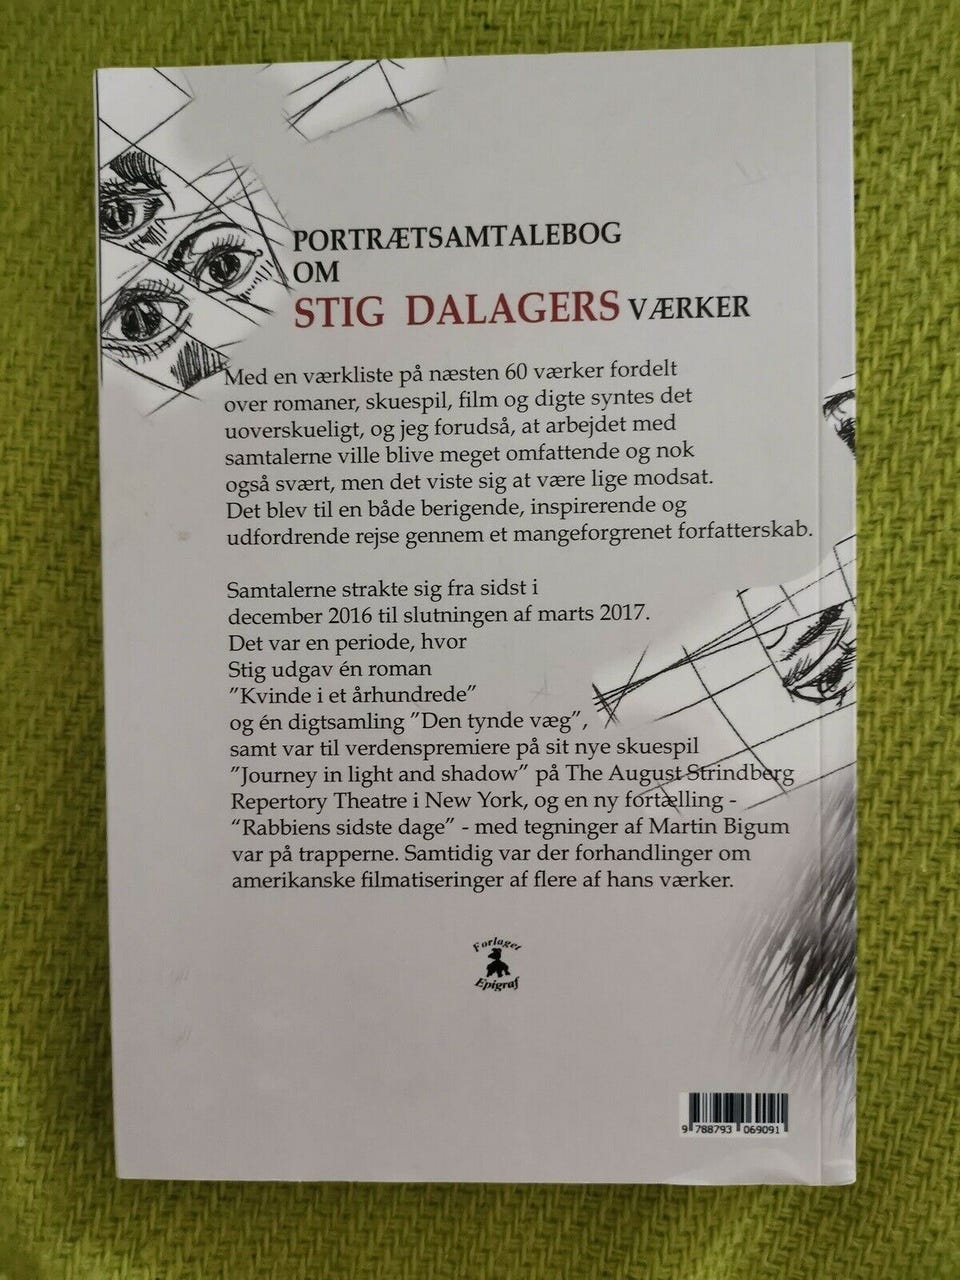 PORTRÆTSAMTALEBOG
OM
STIG DALAGERS VÆRKER
Med en værkliste på næsten 60 værker fordelt
over romaner, skuespil, film og digte syntes det
uoverskueligt, og jeg forudså, at arbejdet med
samtalerne ville blive meget omfattende og nok
også svært, men det viste sig at være lige modsat.
Det blev til en både berigende, inspirerende og
udfordrende rejse gennem et mangeforgrenet forfatterskab.
Samtalerne strakte sig fra sidst i
december 2016 til slutningen af marts 2017.
Det var en periode, hvor
Stig udgav én roman
"Kvinde i et århundrede"
og én digtsamling "Den tynde væg",
samt var til verdenspremiere på sit nye skuespil
"Journey in light and shadow" på The August Strindberg
Repertory Theatre i New York, og en ny fortælling -
"Rabbiens sidste dage" - med tegninger af Martin Bigum
var på trapperne. Samtidig var der forhandlinger om
amerikanske filmatiseringer af flere af hans værker.
Forlaget
Epigraf
9 788793 069091